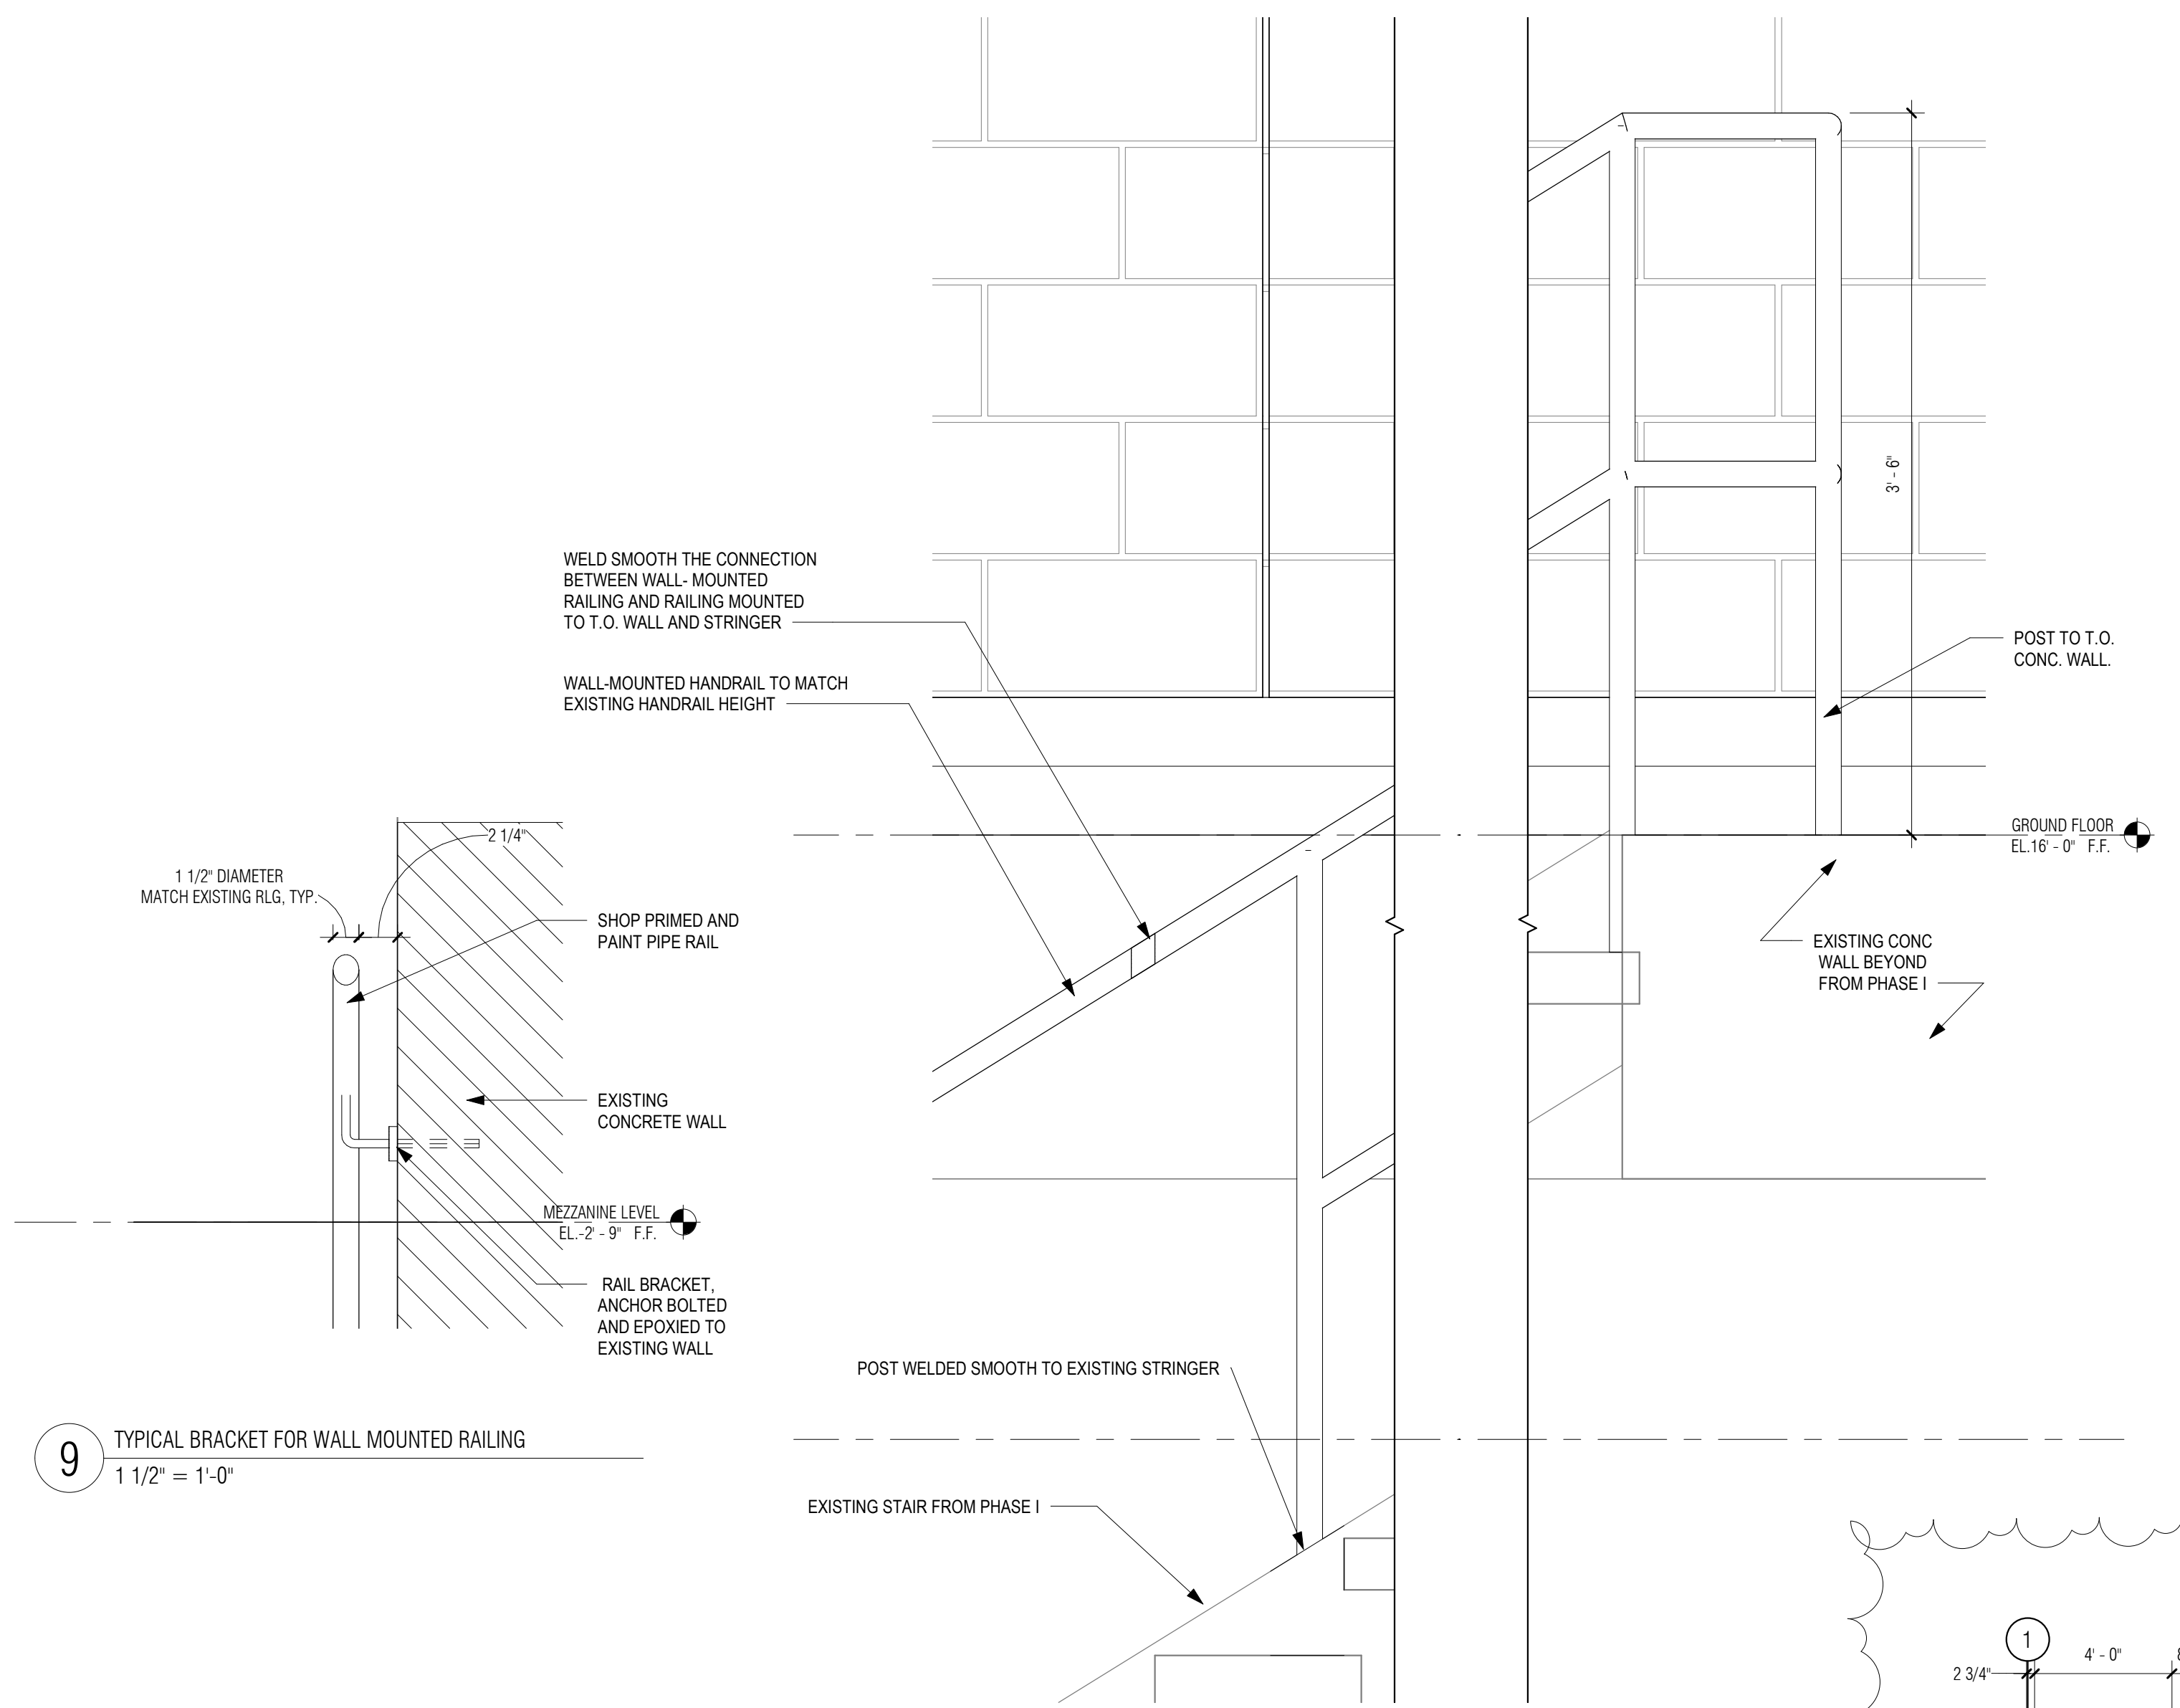 WELD SMOOTH THE CONNECTION
BETWEEN WALL- MOUNTED
RAILING AND RAILING MOUNTED
TO T.O. WALL AND STRINGER
WALL-MOUNTED HANDRAIL TO MATCH
EXISTING HANDRAIL HEIGHT
3' - 6"
POST TO T.O.
CONC. WALL.
GROUND FLOOR
EL.16' - 0" F.F.
EXISTING CONC
WALL BEYOND
FROM PHASE I
2 1/4"
1 1/2" DIAMETER
MATCH EXISTING RLG, TYP.
SHOP PRIMED AND
PAINT PIPE RAIL
EXISTING
CONCRETE WALL
MEZZANINE LEVEL
EL.-2' - 9" F.F.
RAIL BRACKET,
ANCHOR BOLTED
AND EPOXIED TO
EXISTING WALL
POST WELDED SMOOTH TO EXISTING STRINGER
EXISTING STAIR FROM PHASE I
9
TYPICAL BRACKET FOR WALL MOUNTED RAILING
1 1/2" = 1'-0"
1
2 3/4"
4' - 0"